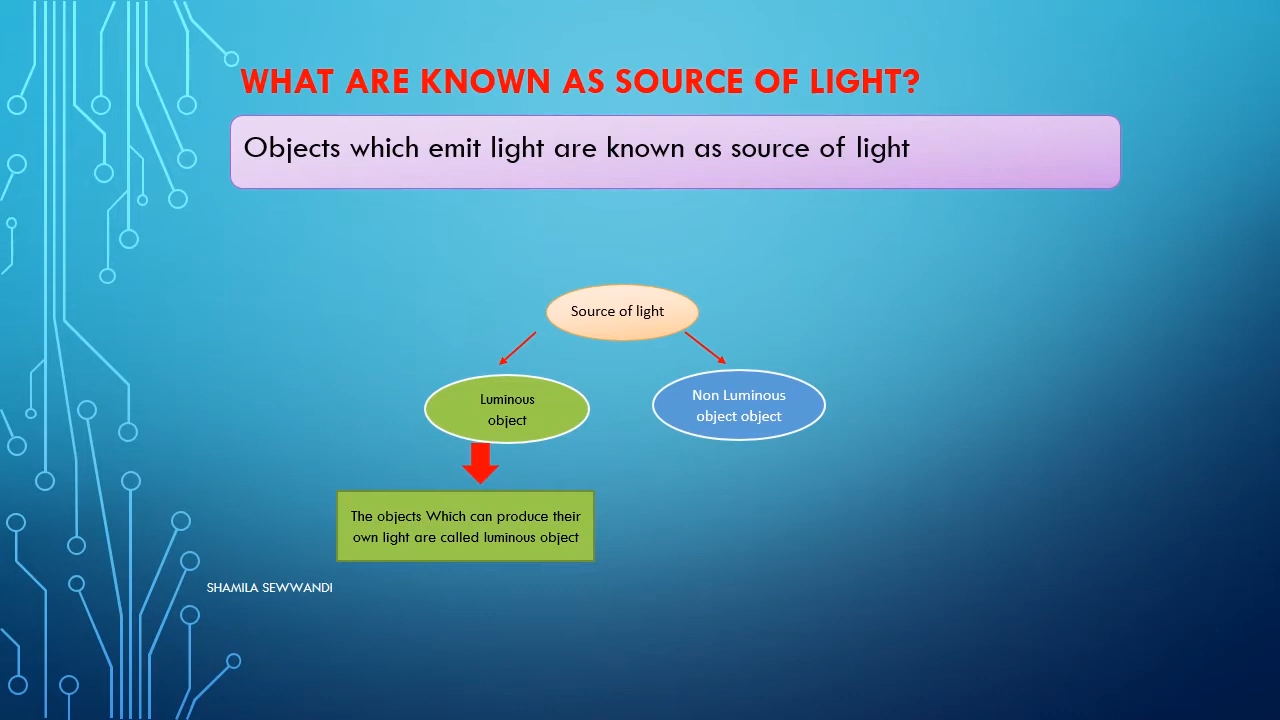 WHAT ARE KNOWN AS SOURCE OF LIGHT?
Objects which emit light are known as source of light
Source of light
Luminous
object
Non Luminous
object object
The objects Which can produce their
own light are called luminous object
SHAMILA SEWWANDI